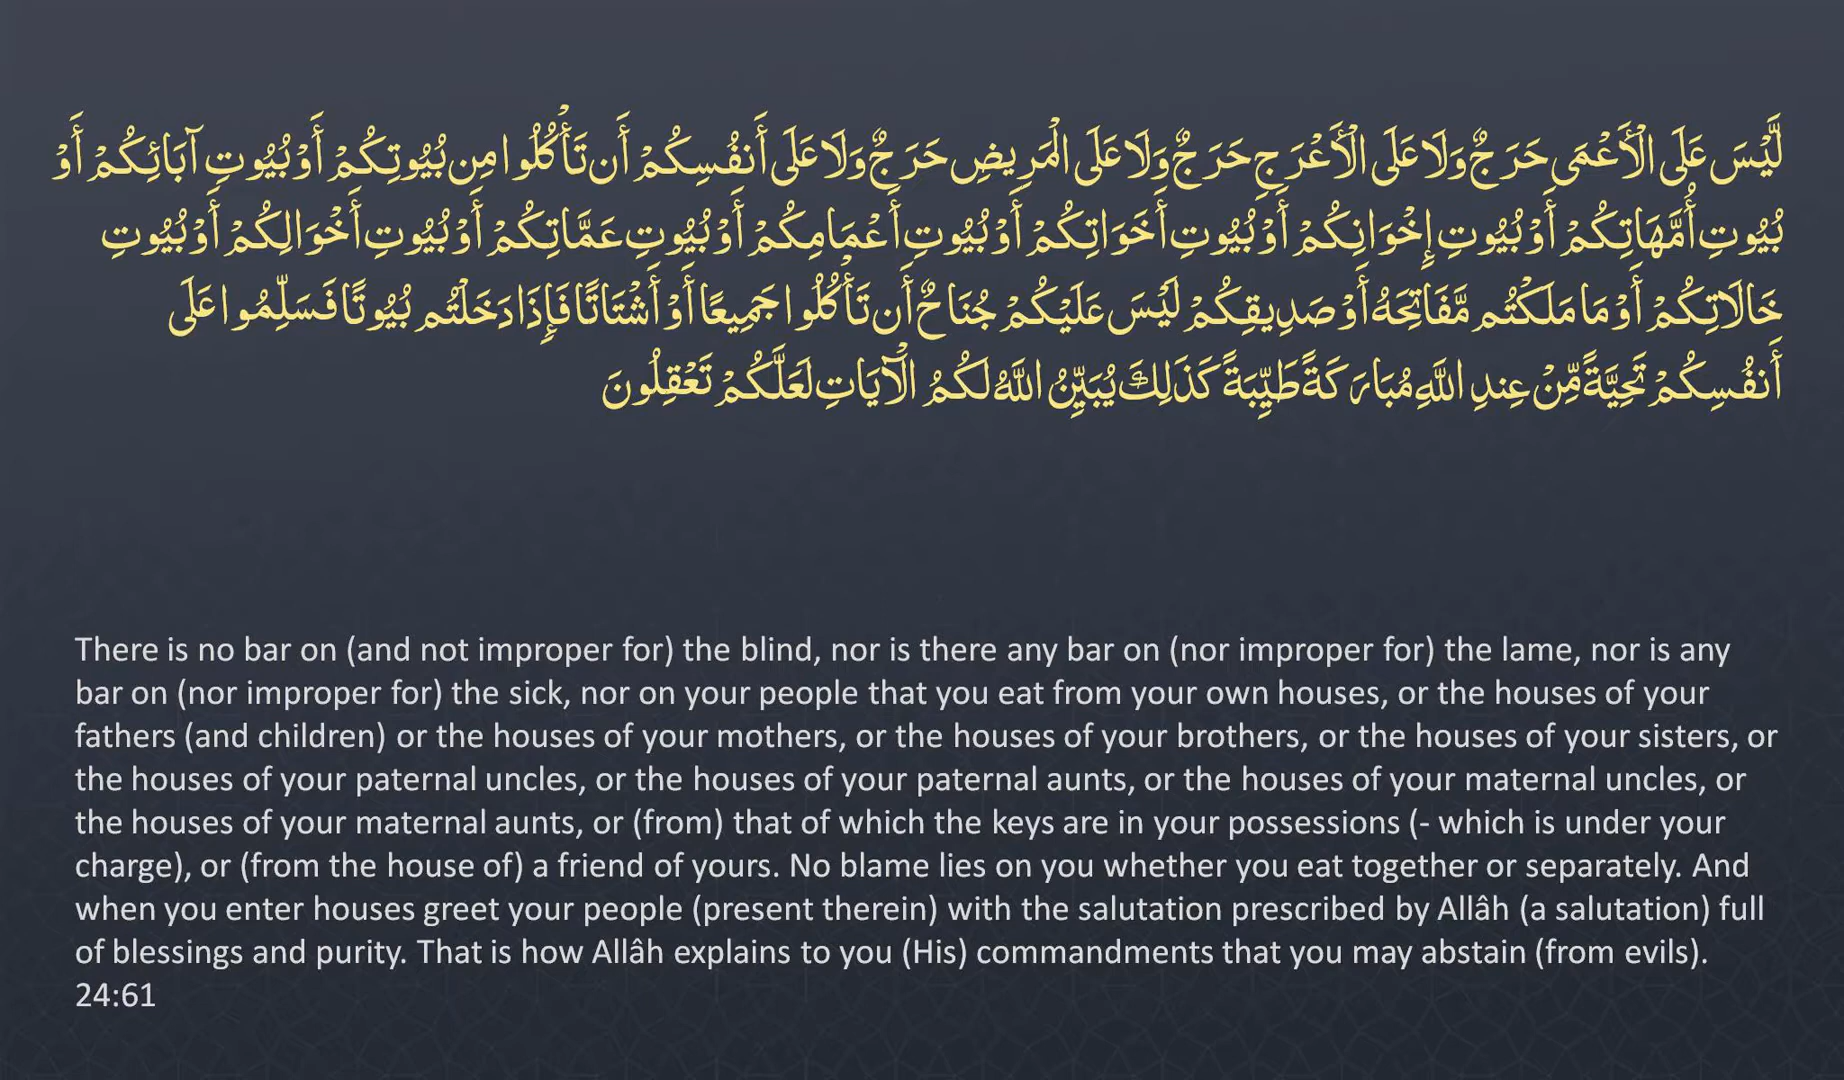 لَّيْسَ عَلَى الْأَعْمَى حَرَجٌ وَلَا عَلَى الْأَعْرَجِ حَرَجٌ وَلَا عَلَى الْمَرِيضِ حَرَجٌ وَلَا عَلَى أَنفُسِكُمْ أَن تَأْكُلُوا مِن بُيُوتِكُمْ أَوْ بُيُوتِ آبَائِكُمْ أَوْ
بُيُوتِ أُمَّهَاتِكُمْ أَوْ بُيُوتِ إِخْوَانِكُمْ أَوْ بُيُوتِ أَخَوَاتِكُمْ أَوْ بُيُوتِ أَعْمَامِكُمْ أَوْ بُيُوتِ عَمَّاتِكُمْ أَوْ بُيُوتِ أَخْوَالِكُمْ أَوْ بُيُوتِ
خَالَاتِكُمْ أَوْ مَا مَلَكْتُم مَّفَاتِحَهُ أَوْ صَدِيقِكُمْ لَيْسَ عَلَيْكُمْ جُنَاحٌ أَن تَأْكُلُوا جَمِيعًا أَوْ أَشْتَاتًا فَإِذَا دَخَلْتُم بُيُوتًا فَسَلِّمُوا عَلَى
أَنفُسِكُمْ تَحِيَّةً مِّنْ عِندِ اللَّهِ مُبَارَكَةً طَيِّبَةً كَذَلِكَ يُبَيِّنُ اللَّهُ لَكُمُ الْآيَاتِ لَعَلَّكُمْ تَعْقِلُونَ
There is no bar on (and not improper for) the blind, nor is there any bar on (nor improper for) the lame, nor is any
bar on (nor improper for) the sick, nor on your people that you eat from your own houses, or the houses of your
fathers (and children) or the houses of your mothers, or the houses of your brothers, or the houses of your sisters, or
the houses of your paternal uncles, or the houses of your paternal aunts, or the houses of your maternal uncles, or
the houses of your maternal aunts, or (from) that of which the keys are in your possessions (- which is under your
charge), or (from the house of) a friend of yours. No blame lies on you whether you eat together or separately. And
when you enter houses greet your people (present therein) with the salutation prescribed by Allâh (a salutation) full
of blessings and purity. That is how Allâh explains to you (His) commandments that you may abstain (from evils).
24:61